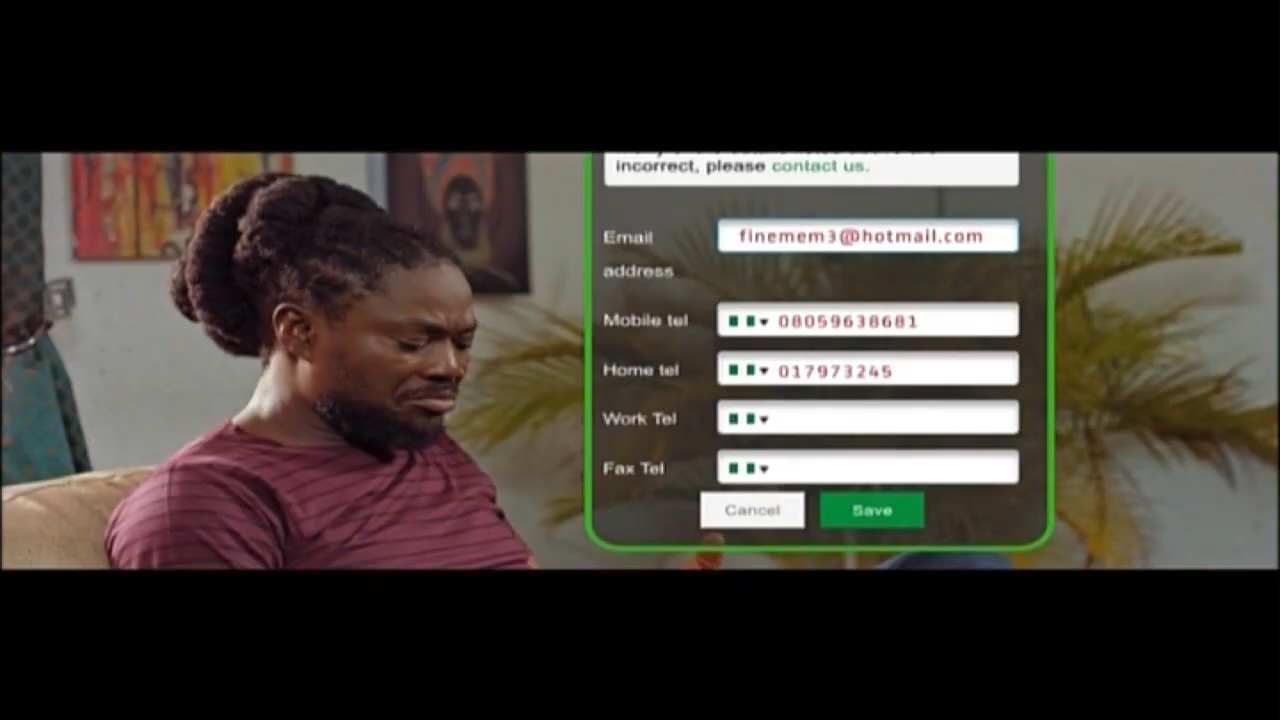 incorrect, please contact us.
Email address
finemem3@hotmail.com
Mobile tel 08059638681
Home tel 017973245
Work Tel
Fax Tel
Cancel Save